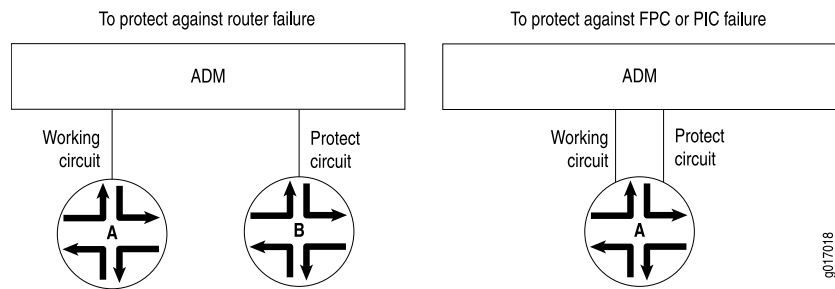 To protect against router failure
ADM
Working
circuit
Protect
circuit
A
B
To protect against FPC or PIC failure
ADM
Working
circuit
Protect
circuit
A
g017018